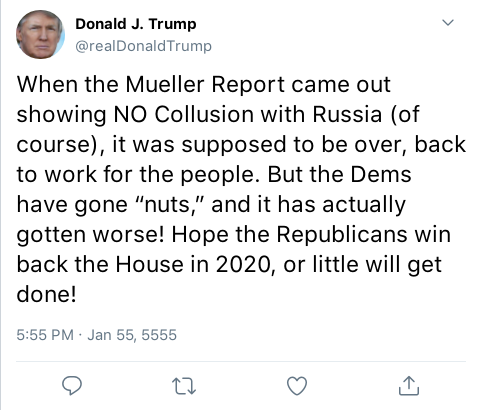 Donald J. Trump
@realDonaldTrump
When the Mueller Report came out
showing NO Collusion with Russia (of
course), it was supposed to be over, back
to work for the people. But the Dems
have gone “nuts,” and it has actually
gotten worse! Hope the Republicans win
back the House in 2020, or little will get
done!
5:55 PM · Jan 55, 5555